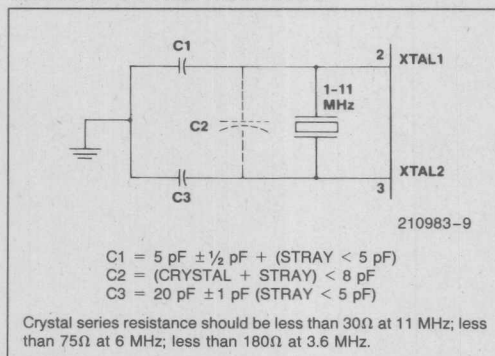 C1
2 XTAL1
1-11
MHz
C2
XTAL2
3
C3
210983-9
C1 = 5 pF ± ½ pF + (STRAY < 5 pF)
C2 = (CRYSTAL + STRAY) < 8 pF
C3 = 20 pF ± 1 pF (STRAY < 5 pF)
Crystal series resistance should be less than 30Ω at 11 MHz; less
than 75Ω at 6 MHz; less than 180Ω at 3.6 MHz.